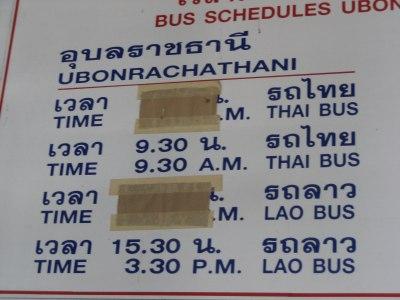 BUS SCHEDULES UBON
อุบลราชธานี
UBONRACHATHANI
เวลา น. รถไทย
TIME .M. THAI BUS
เวลา 9.30 น. รถไทย
TIME 9.30 A.M. THAI BUS
เวลา น. รถลาว
TIME .M. LAO BUS
เวลา 15.30 น. รถลาว
TIME 3.30 P.M. LAO BUS